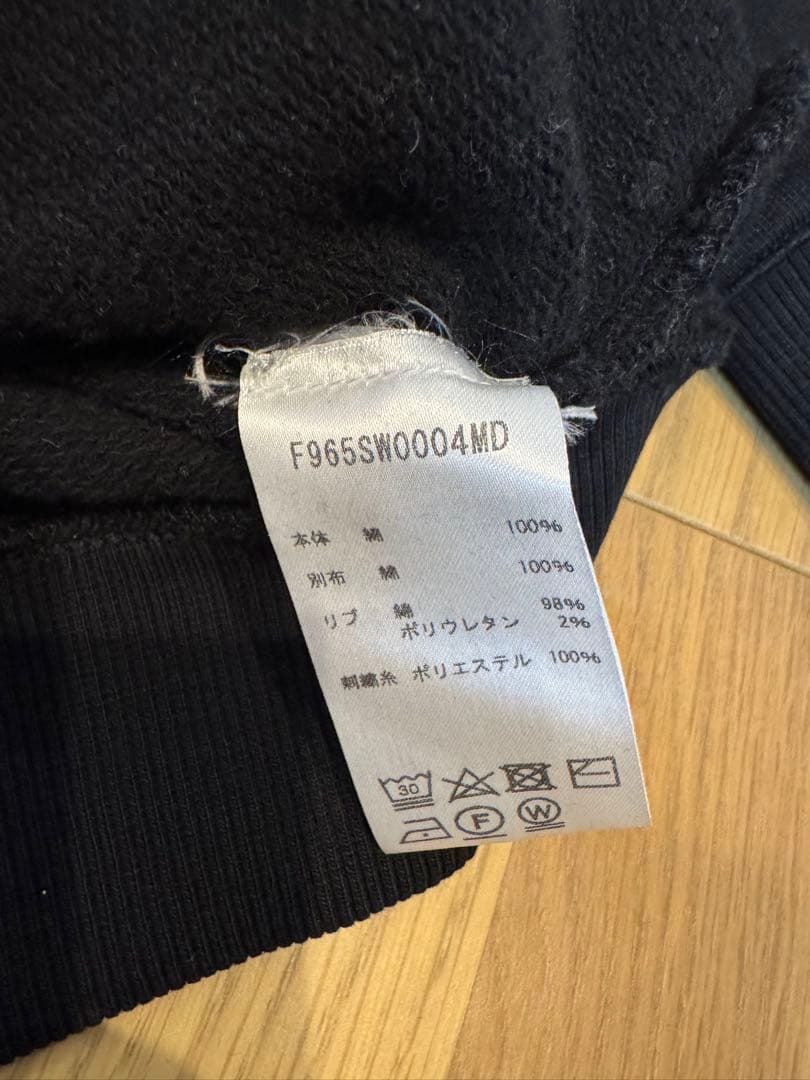 F965SW0004MD
本体 綿 100%
別布 綿 100%
リブ 綿 98%
ポリウレタン 2%
刺繍糸 ポリエステル 100%
30
F W